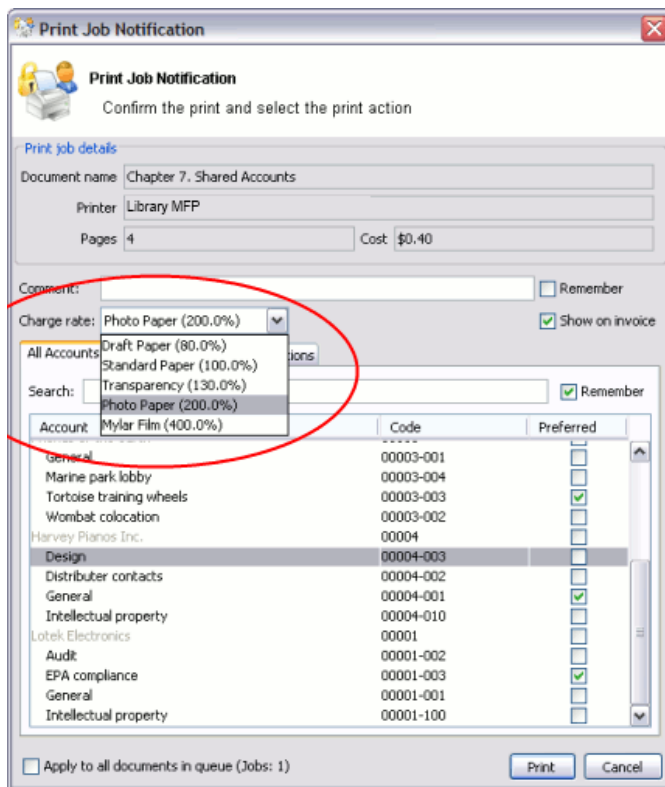 Print Job Notification
Print Job Notification
Confirm the print and select the print action
Print job details
Document name Chapter 7. Shared Accounts
Printer Library MFP
Pages 4 Cost $0.40
Comment: Remember
Charge rate: Photo Paper (200.0%) Show on invoice
Draft Paper (80.0%)
All Accounts
Standard Paper (100.0%)
Transparency (130.0%)
Search: Remember
Photo Paper (200.0%)
Mylar Film (400.0%)
Account Code Preferred
General 00003-001
Marine park lobby 00003-004
Tortoise training wheels 00003-003
Wombat colocation 00003-002
Harvey Pianos Inc. 00004
Design 00004-003
Distributer contacts 00004-002
General 00004-001
Intellectual property 00004-010
Lotek Electronics 00001
Audit 00001-002
EPA compliance 00001-003
General 00001-001
Intellectual property 00001-100
Apply to all documents in queue (Jobs: 1) Print Cancel